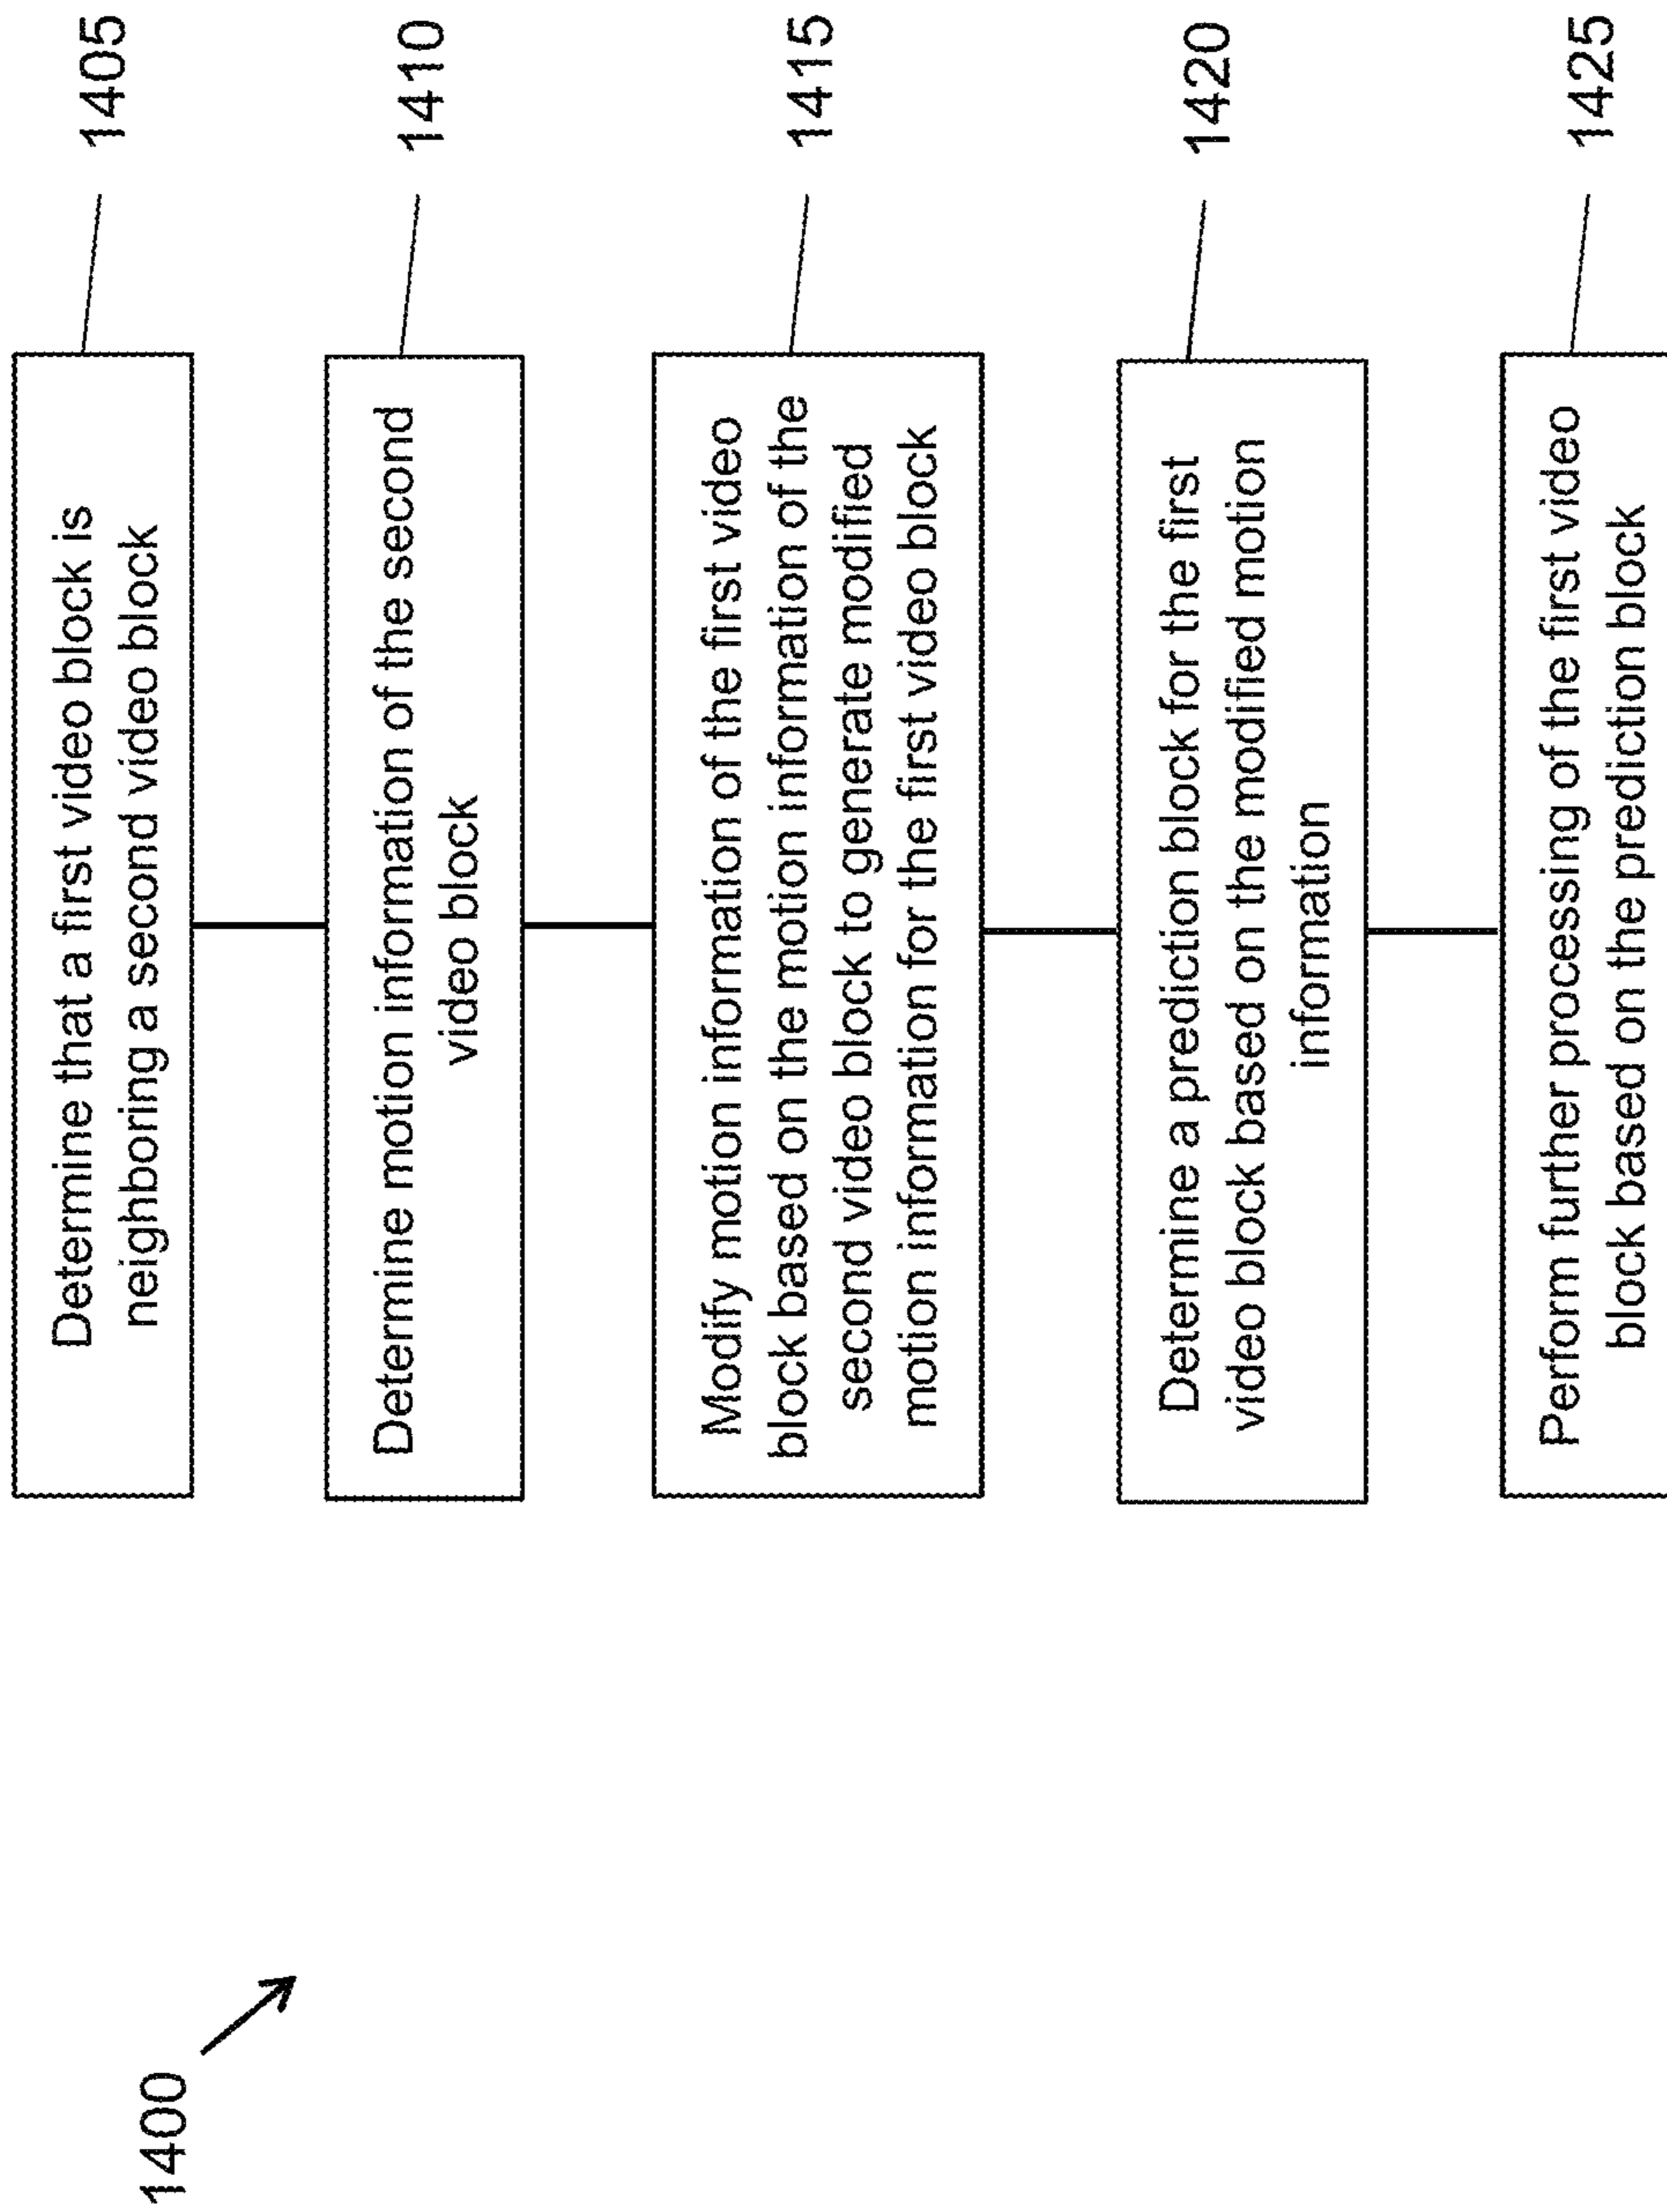 1400
Determine that a first video block is
neighboring a second video block
1405
Determine motion information of the second
video block
1410
Modify motion information of the first video
block based on the motion information of the
second video block to generate modified
motion information for the first video block
1415
Determine a prediction block for the first
video block based on the modified motion
information
1420
Perform further processing of the first video
block based on the prediction block
1425